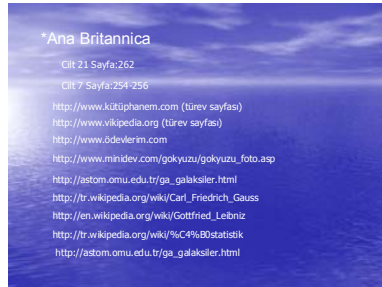 *Ana Britannica
Cilt 21 Sayfa:262
Cilt 7 Sayfa:254-256
http://www.kütüphanem.com (türev sayfası)
http://www.vikipedia.org (türev sayfası)
http://www.ödevlerim.com
http://www.minidev.com/gokyuzu/gokyuzu_foto.asp
http://astom.omu.edu.tr/ga_galaksiler.html
http://tr.wikipedia.org/wiki/Carl_Friedrich_Gauss
http://en.wikipedia.org/wiki/Gottfried_Leibniz
http://tr.wikipedia.org/wiki/%C4%B0statistik
http://astom.omu.edu.tr/ga_galaksiler.html